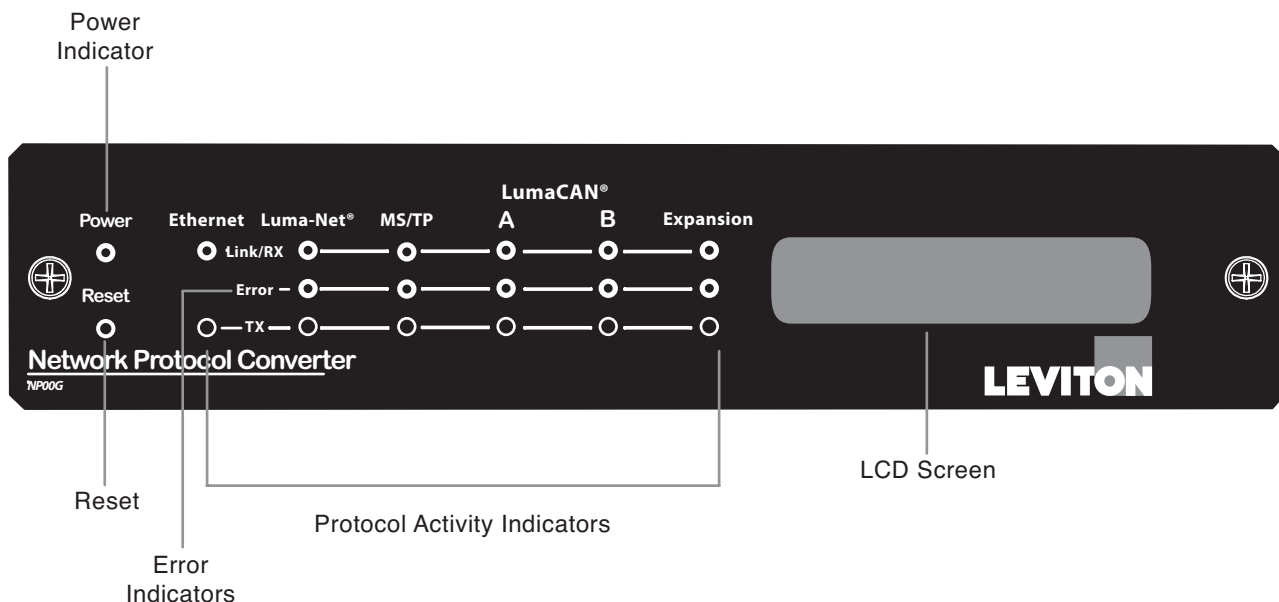 Power
Indicator
LumaCAN®
Power Ethernet Luma-Net® MS/TP A B Expansion
Link/RX
Reset Error
TX
Network Protocol Converter
NP00G
LEVITON
LCD Screen
Reset
Protocol Activity Indicators
Error
Indicators